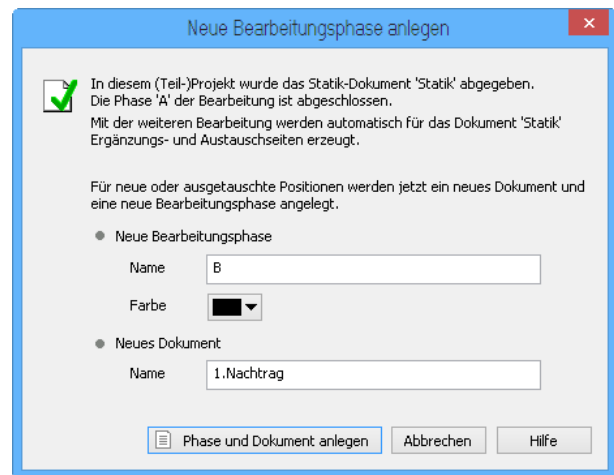 Neue Bearbeitungsphase anlegen
In diesem (Teil-)Projekt wurde das Statik-Dokument 'Statik' abgegeben.
Die Phase 'A' der Bearbeitung ist abgeschlossen.
Mit der weiteren Bearbeitung werden automatisch für das Dokument 'Statik'
Ergänzungs- und Austauschseiten erzeugt.
Für neue oder ausgetauschte Positionen werden jetzt ein neues Dokument und
eine neue Bearbeitungsphase angelegt.
Neue Bearbeitungsphase
Name B
Farbe
Neues Dokument
Name 1.Nachtrag
Phase und Dokument anlegen Abbrechen Hilfe